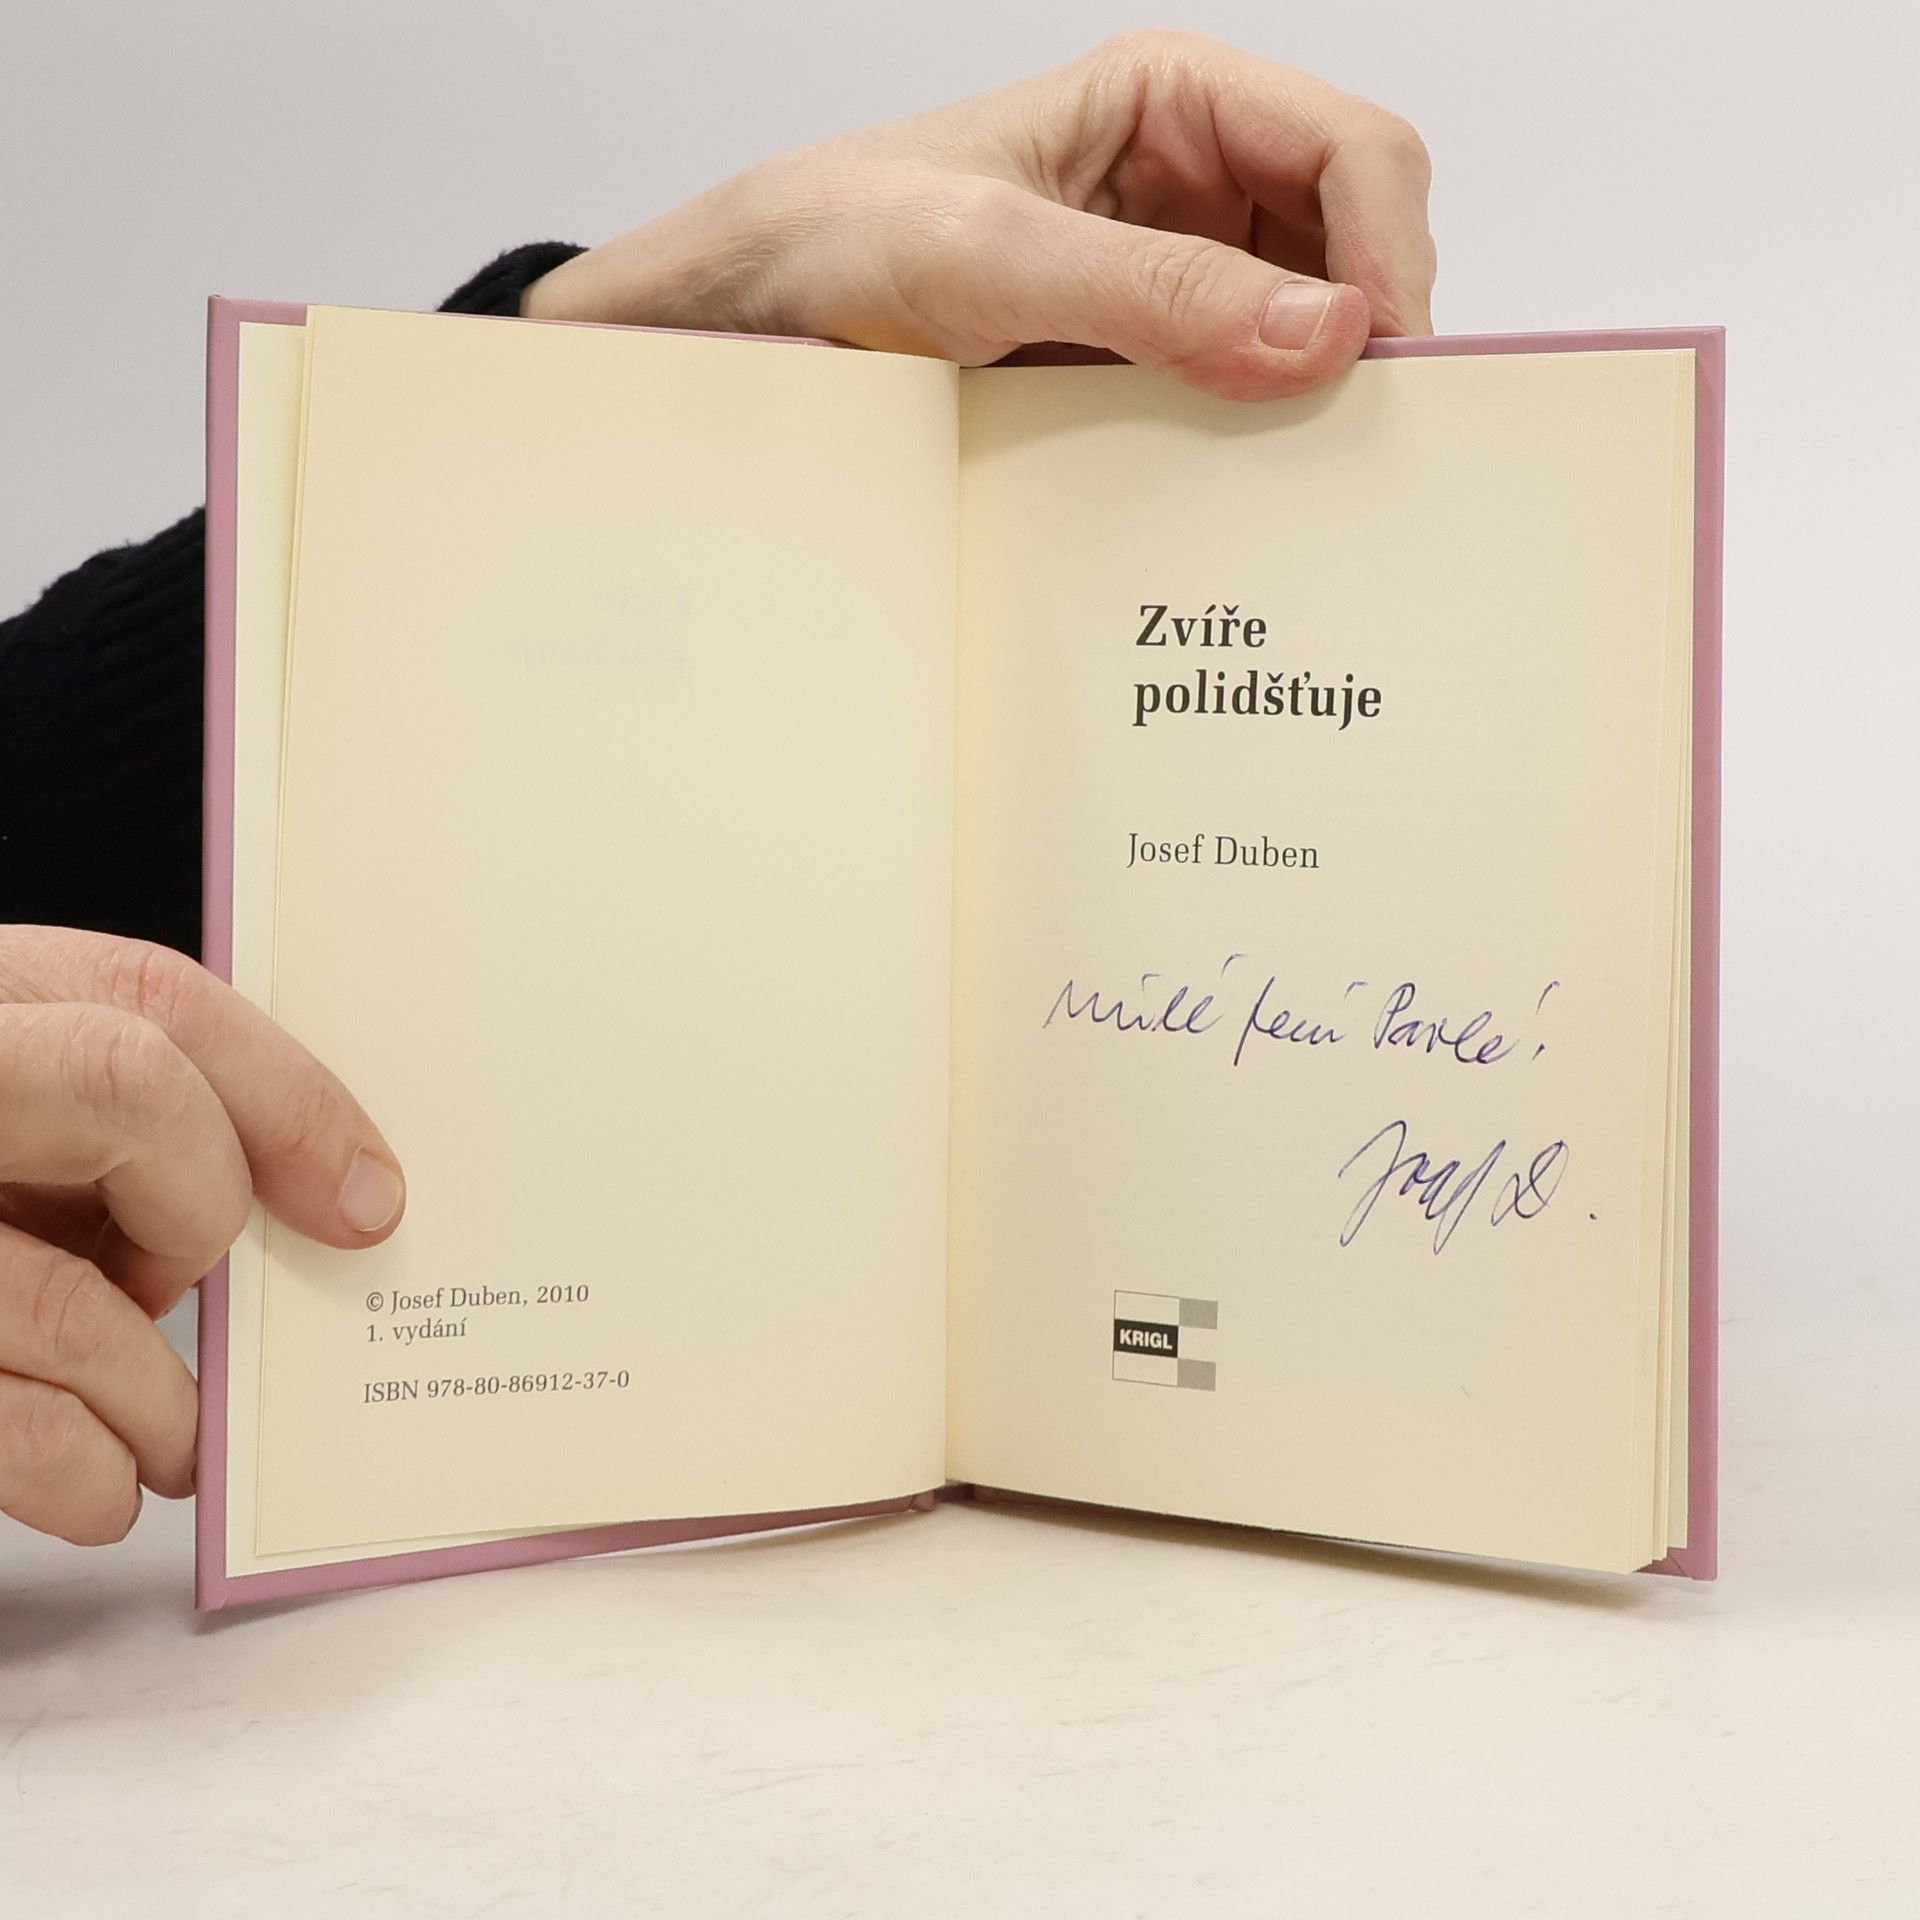 © Josef Duben, 2010
1. vydání
ISBN 978-80-86912-37-0
Zvíře
polidšťuje
Josef Duben
Milé paní Pavle!
Josef D.
KRIGL